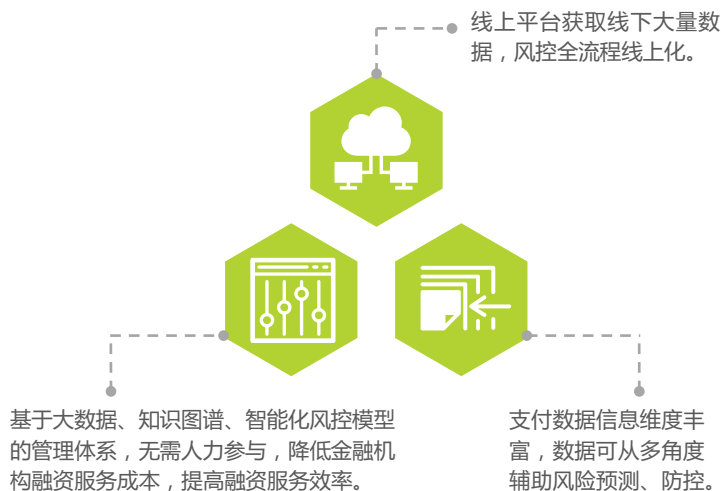 线上平台获取线下大量数
据，风控全流程线上化。
基于大数据、知识图谱、智能化风控模型
的管理体系，无需人力参与，降低金融机
构融资服务成本，提高融资服务效率。
支付数据信息维度丰
富，数据可从多角度
辅助风险预测、防控。